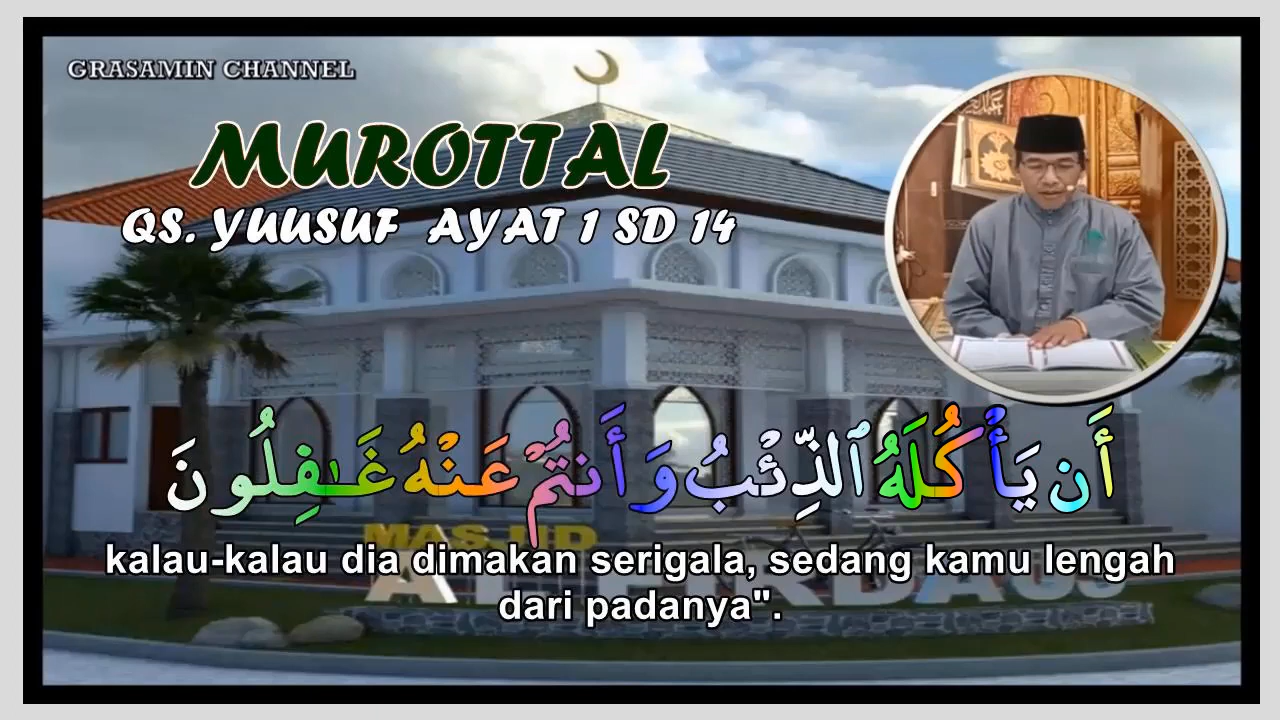 GRASAMIN CHANNEL
MUROTTAL
QS. YUUSUF AYAT 1 SD 14
أَن يَأْكُلَهُ ٱلذِّئْبُ وَأَنتُمْ عَنْهُ غَـٰفِلُونَ
MASJID
kalau-kalau dia dimakan serigala, sedang kamu lengah
dari padanya".